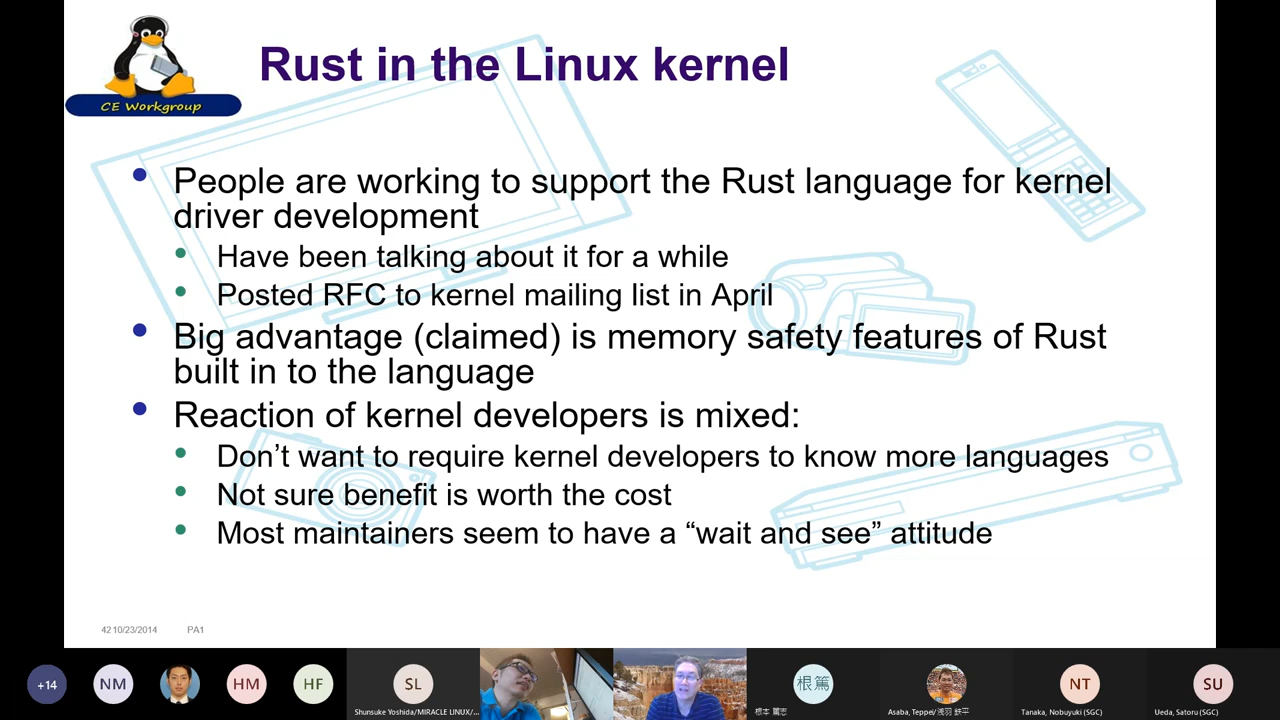 CE Workgroup
Rust in the Linux kernel
People are working to support the Rust language for kernel
driver development
Have been talking about it for a while
Posted RFC to kernel mailing list in April
Big advantage (claimed) is memory safety features of Rust
built in to the language
Reaction of kernel developers is mixed:
Don’t want to require kernel developers to know more languages
Not sure benefit is worth the cost
Most maintainers seem to have a “wait and see” attitude
42 10/23/2014 PA1
+14
NM
HM
HF
SL
Shunsuke Yoshida/MIRACLE LINUX/...
根篤
根本 篤志
Asaba, Teppei/浅羽 鉄平
NT
Tanaka, Nobuyuki (SGC)
SU
Ueda, Satoru (SGC)